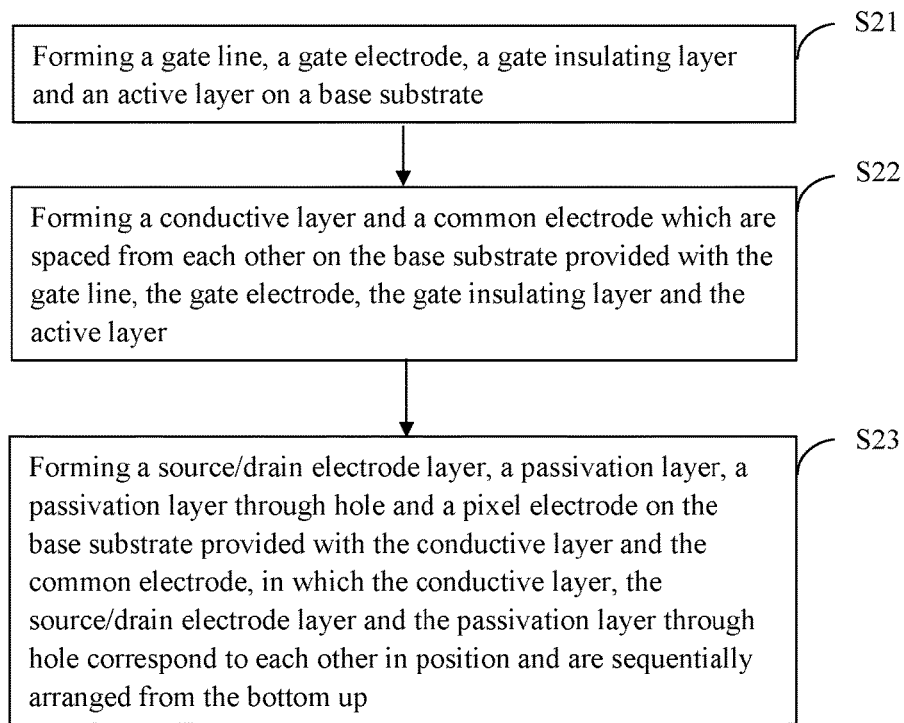 S21
Forming a gate line, a gate electrode, a gate insulating layer
and an active layer on a base substrate
S22
Forming a conductive layer and a common electrode which are
spaced from each other on the base substrate provided with the
gate line, the gate electrode, the gate insulating layer and the
active layer
S23
Forming a source/drain electrode layer, a passivation layer, a
passivation layer through hole and a pixel electrode on the
base substrate provided with the conductive layer and the
common electrode, in which the conductive layer, the
source/drain electrode layer and the passivation layer through
hole correspond to each other in position and are sequentially
arranged from the bottom up